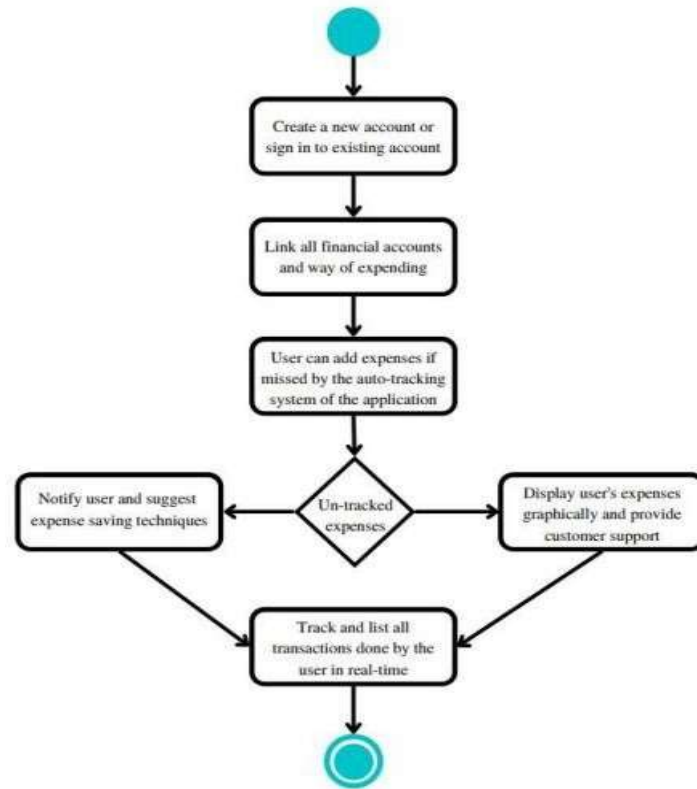 Create a new account or
sign in to existing account
Link all financial accounts
and way of expending
User can add expenses if
missed by the auto-tracking
system of the application
Notify user and suggest
expense saving techniques
Un-tracked
expenses
Display user's expenses
graphically and provide
customer support
Track and list all
transactions done by the
user in real-time